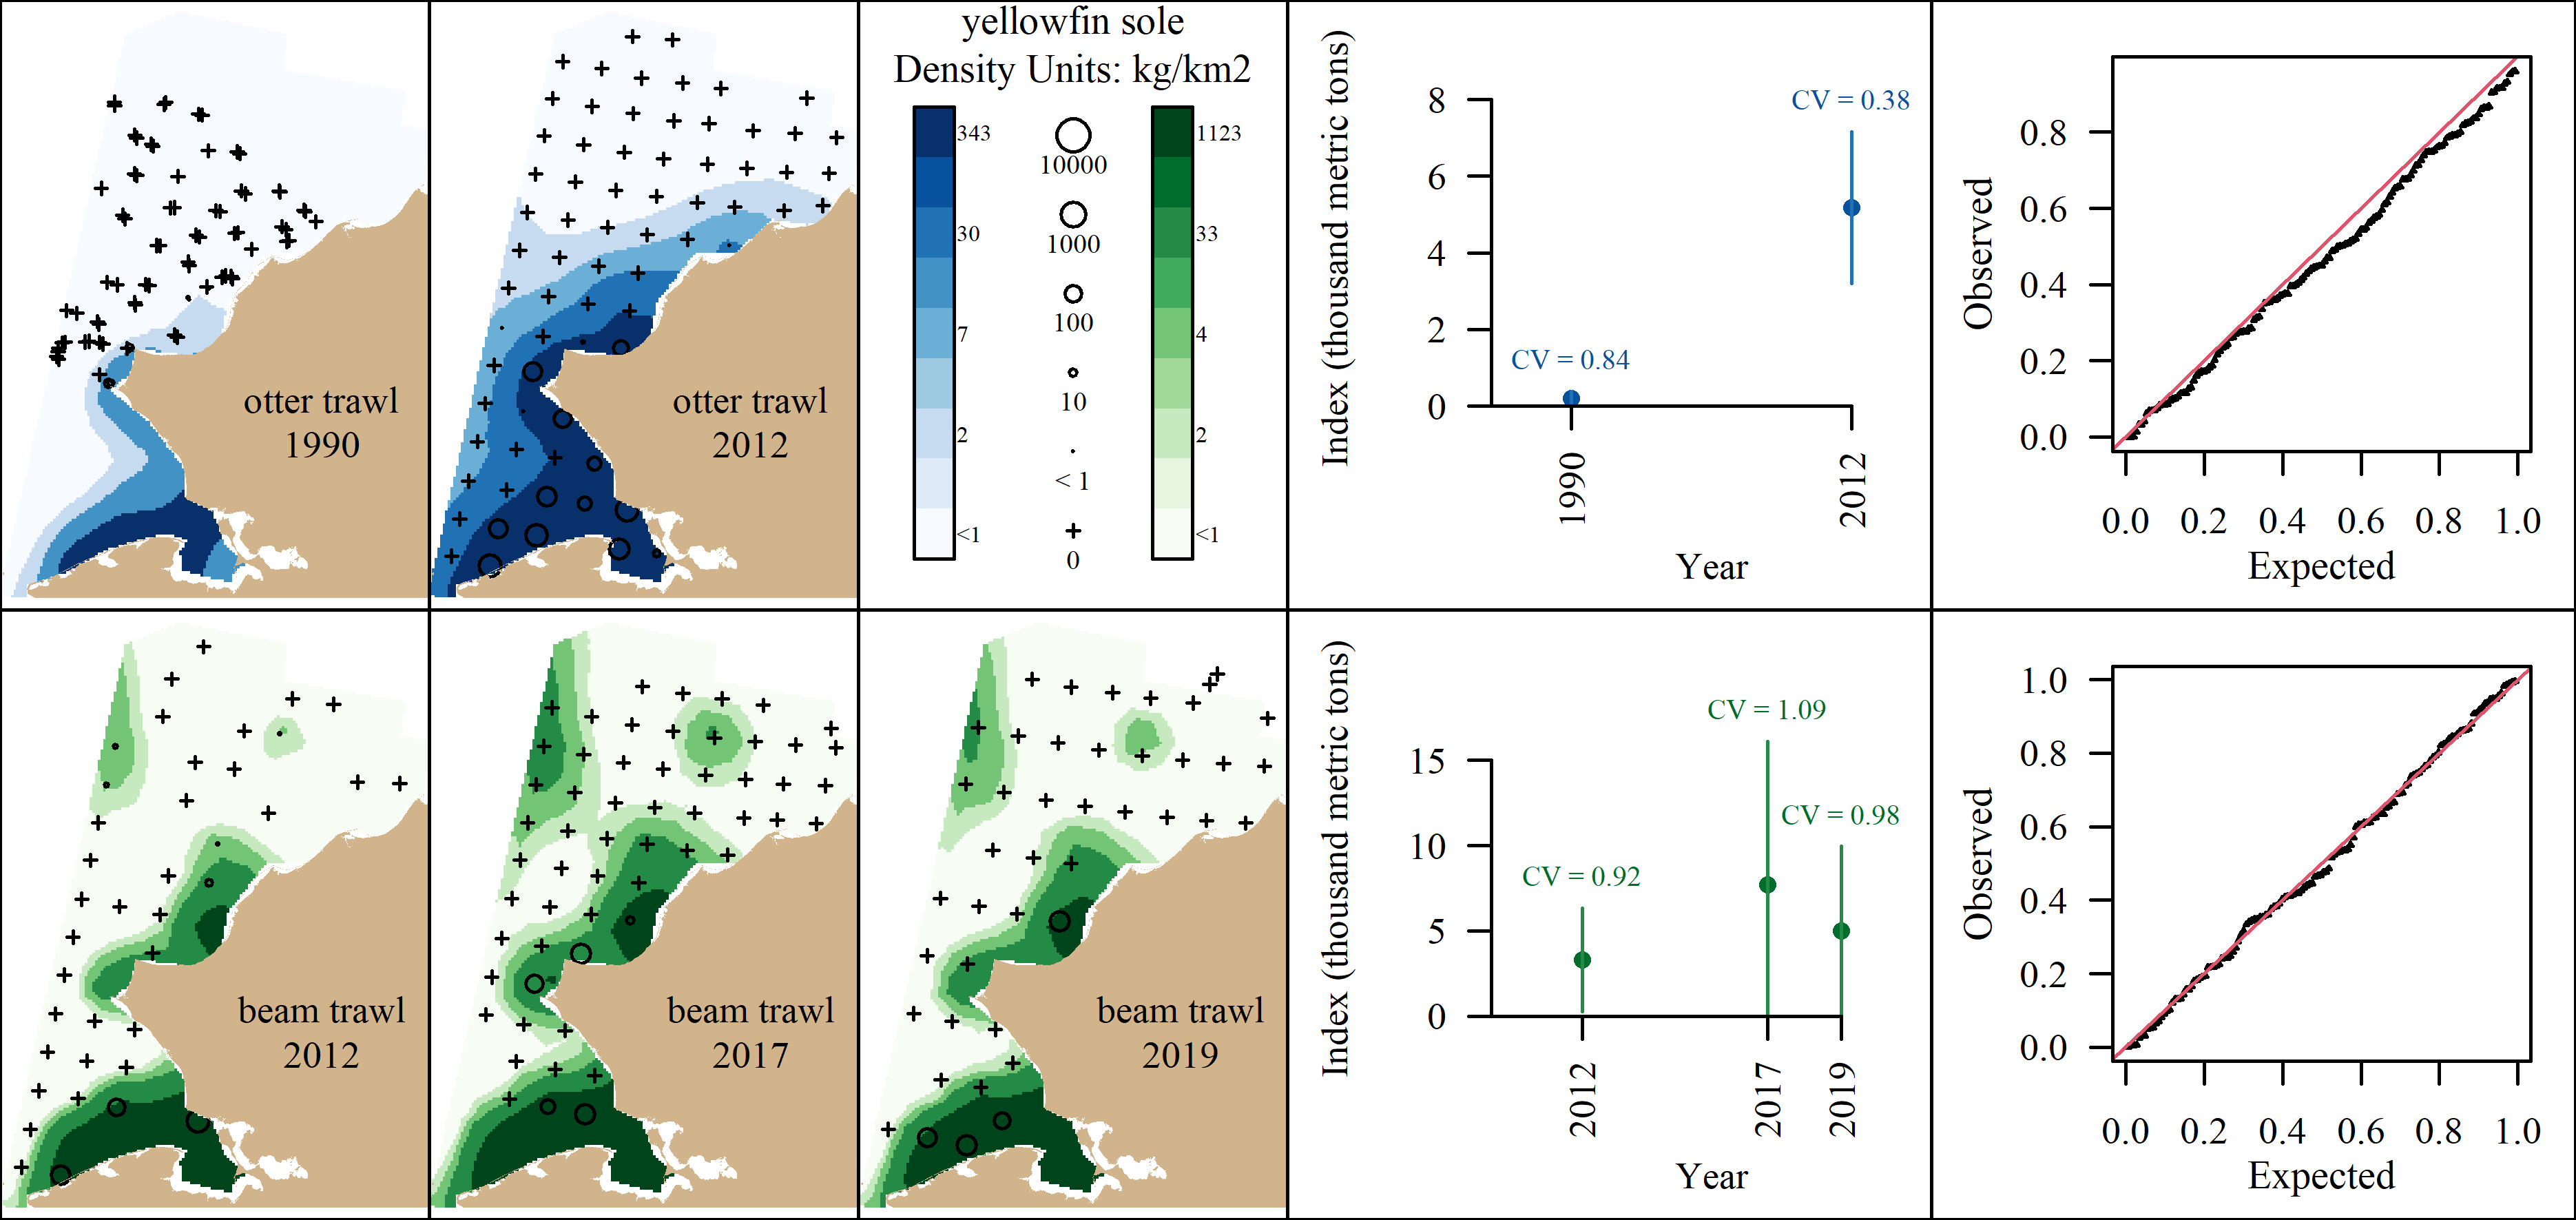 otter trawl
1990
otter trawl
2012
yellowfin sole
Density Units: kg/km2
343
30
7
2
<1
10000
1000
100
10
< 1
0
1123
33
4
2
<1
Index (thousand metric tons)
8
6
4
2
0
CV = 0.84
CV = 0.38
1990
2012
Year
Observed
0.8
0.6
0.4
0.2
0.0
0.0 0.2 0.4 0.6 0.8 1.0
Expected
beam trawl
2012
beam trawl
2017
beam trawl
2019
Index (thousand metric tons)
15
10
5
0
CV = 0.92
CV = 1.09
CV = 0.98
2012
2017
2019
Year
Observed
1.0
0.8
0.6
0.4
0.2
0.0
0.0 0.2 0.4 0.6 0.8 1.0
Expected